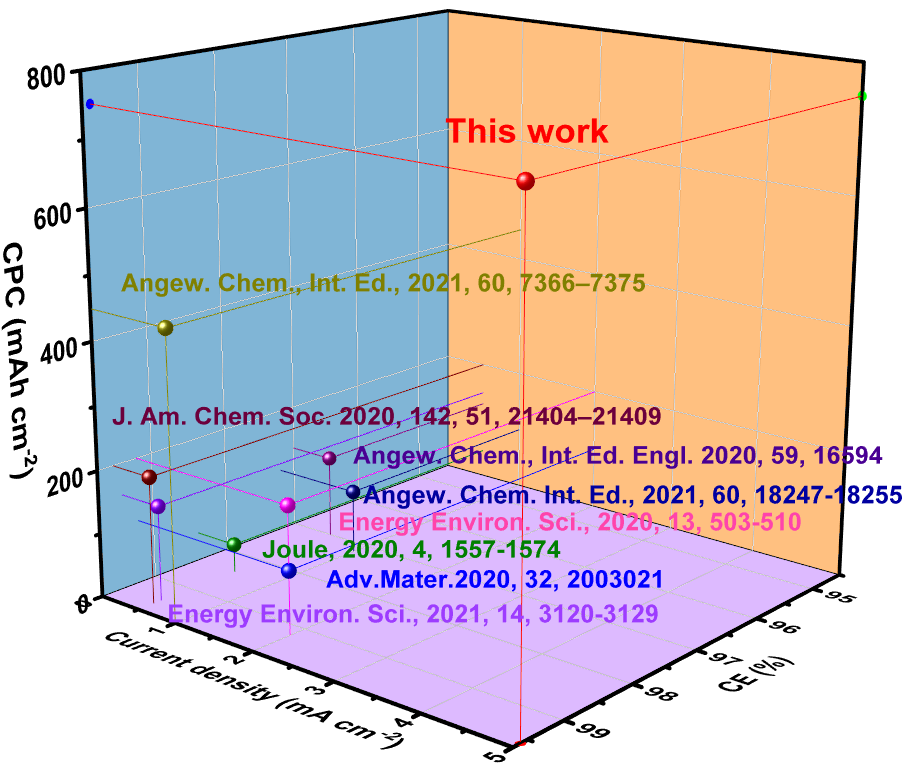 800
This work
600
CPC (mAh cm-2)
Angew. Chem., Int. Ed., 2021, 60, 7366–7375
400
J. Am. Chem. Soc. 2020, 142, 51, 21404–21409
Angew. Chem., Int. Ed. Engl. 2020, 59, 16594
200
Angew. Chem. Int. Ed., 2021, 60, 18247-18255
Energy Environ. Sci., 2020, 13, 503-510
Joule, 2020, 4, 1557-1574
Adv.Mater.2020, 32, 2003021
Energy Environ. Sci., 2021, 14, 3120-3129
1
2
3
4
5
Current density (mA cm-2)
95
96
97
98
99
CE (%)